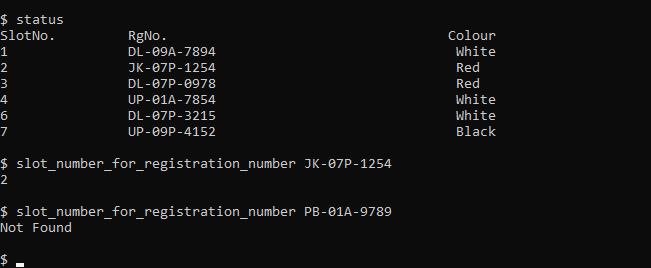 $ status
SlotNo. RgNo. Colour
1 DL-09A-7894 White
2 JK-07P-1254 Red
3 DL-07P-0978 Red
4 UP-01A-7854 White
6 DL-07P-3215 White
7 UP-09P-4152 Black
$ slot_number_for_registration_number JK-07P-1254
2
$ slot_number_for_registration_number PB-01A-9789
Not Found
$